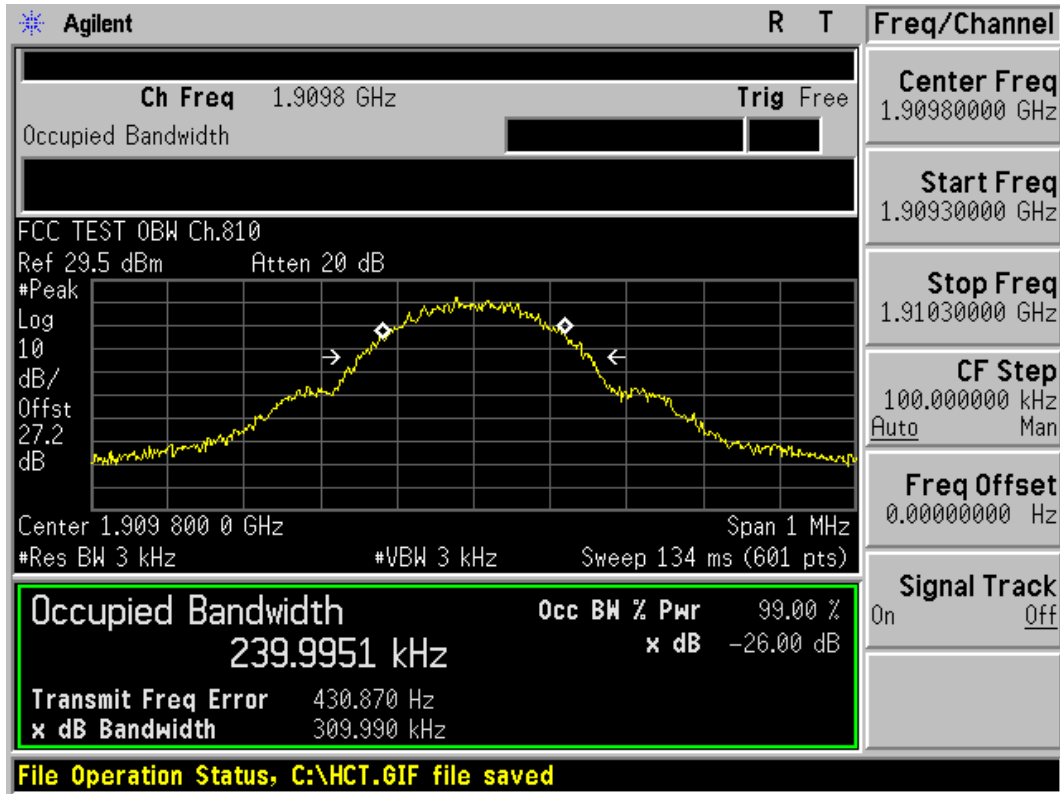 Agilent R T
Freq/Channel
Ch Freq 1.9098 GHz Trig Free
Occupied Bandwidth
FCC TEST OBW Ch.810
Ref 29.5 dBm Atten 20 dB
#Peak
Log
10
dB/
Offst
27.2
dB
Center 1.909 800 0 GHz Span 1 MHz
#Res BW 3 kHz #VBW 3 kHz Sweep 134 ms (601 pts)
Occupied Bandwidth Occ BW % Pwr 99.00 %
239.9951 kHz x dB -26.00 dB
Transmit Freq Error 430.870 Hz
x dB Bandwidth 309.990 kHz
File Operation Status, C:\HCT.GIF file saved
Center Freq
1.90980000 GHz
Start Freq
1.90930000 GHz
Stop Freq
1.91030000 GHz
CF Step
100.000000 kHz
Auto Man
Freq Offset
0.00000000 Hz
Signal Track
On Off